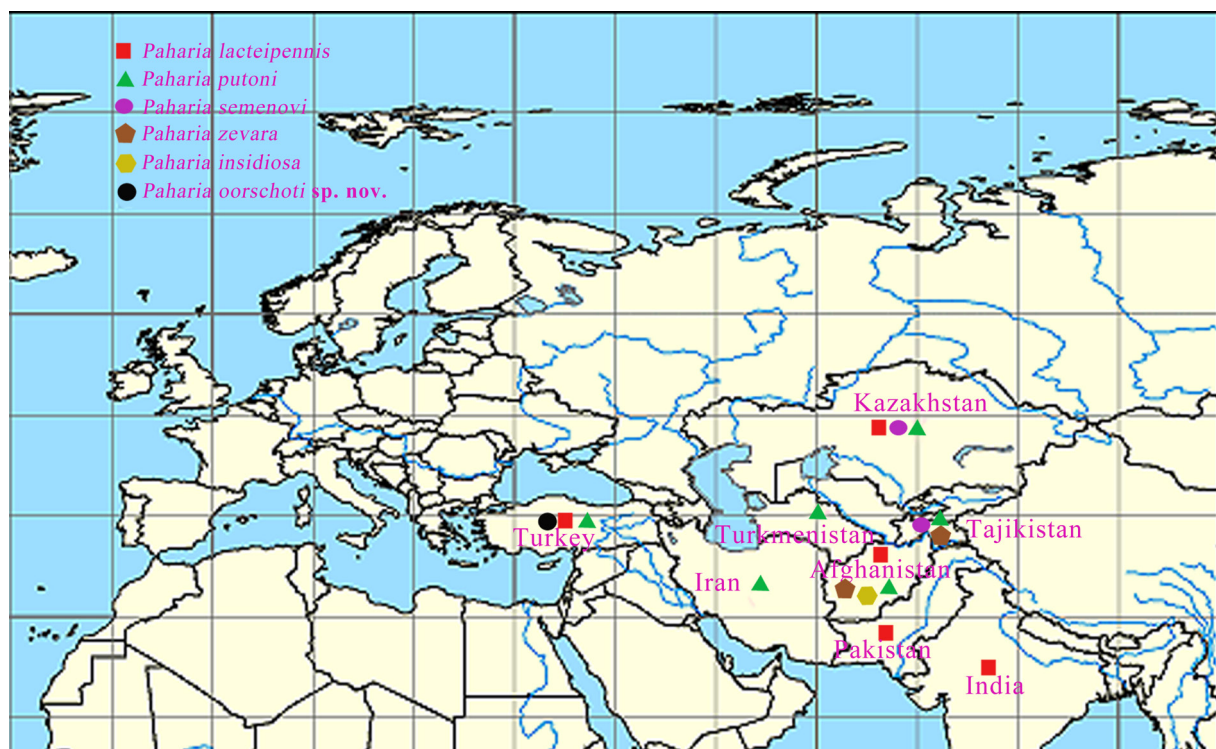 Paharia lacteipennis
Paharia putoni
Paharia semenovi
Paharia zevara
Paharia insidiosa
Paharia oorschoti sp. nov.
Kazakhstan
Turkey
Turkmenistan
Tajikistan
Iran
Afghanistan
Pakistan
India